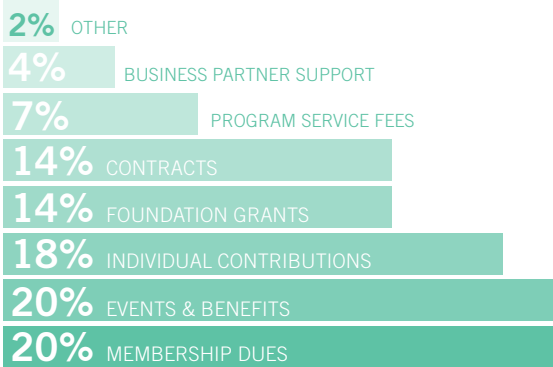 2% OTHER
4% BUSINESS PARTNER SUPPORT
7% PROGRAM SERVICE FEES
14% CONTRACTS
14% FOUNDATION GRANTS
18% INDIVIDUAL CONTRIBUTIONS
20% EVENTS & BENEFITS
20% MEMBERSHIP DUES